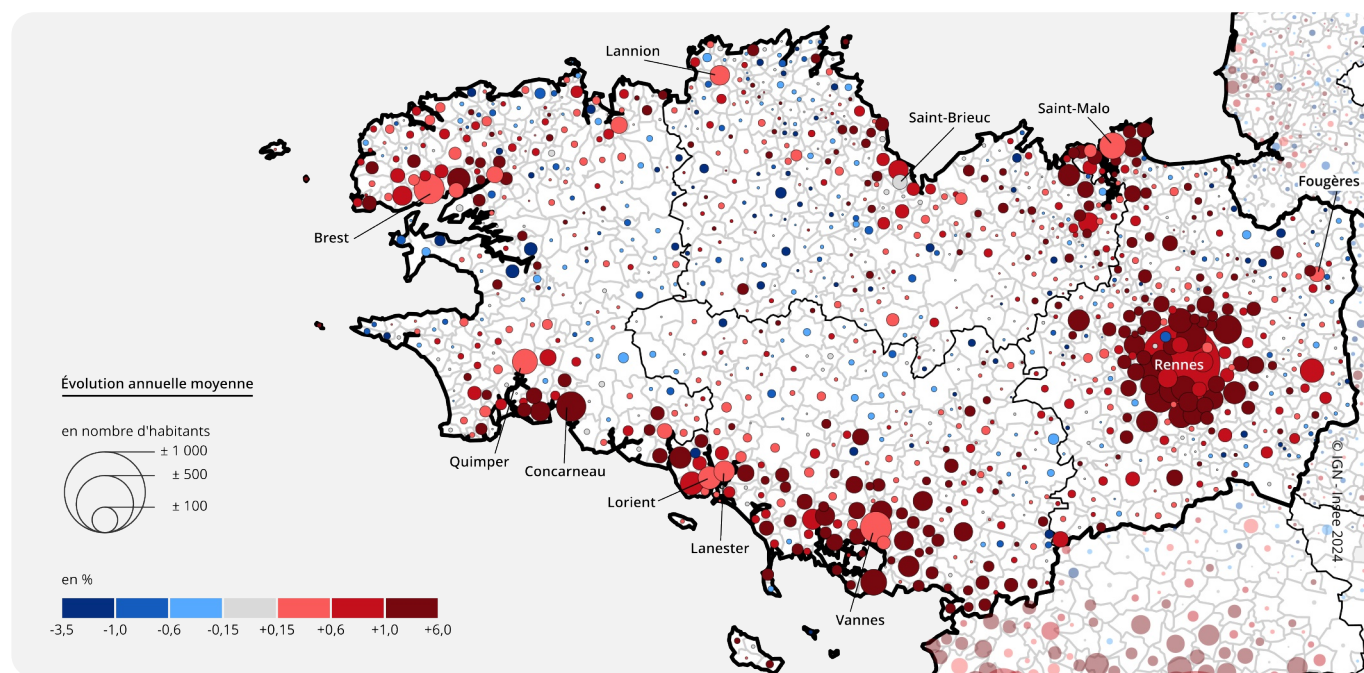 Lannion
Saint-Brieuc
Saint-Malo
Fougères
Brest
Rennes
Évolution annuelle moyenne
en nombre d'habitants
± 1 000
± 500
± 100
Quimper
Concarneau
Lorient
Lanester
Vannes
© IGN - Insee 2024
en %
-3,5 -1,0 -0,6 -0,15 +0,15 +0,6 +1,0 +6,0